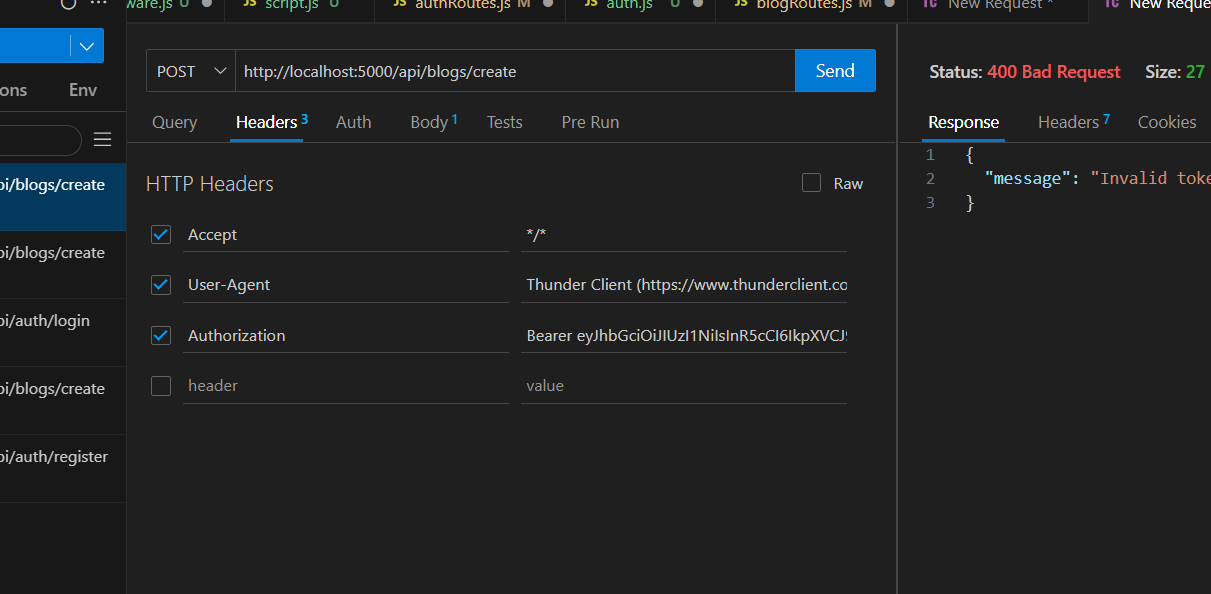 ware.js U JS script.js U JS authRoutes.js M JS auth.js U JS blogRoutes.js M TC New Request * TC New Reque
POST http://localhost:5000/api/blogs/create Send
Status: 400 Bad Request Size: 27
ons Env
Query Headers 3 Auth Body 1 Tests Pre Run
Response Headers 7 Cookies
1 {
2 "message": "Invalid toke
3 }
HTTP Headers Raw
pi/blogs/create
Accept */*
pi/blogs/create
User-Agent Thunder Client (https://www.thunderclient.co
pi/auth/login
Authorization Bearer eyJhbGciOiJIUzI1NiIsInR5cCI6IkpXVCJ9
pi/blogs/create
header value
pi/auth/register